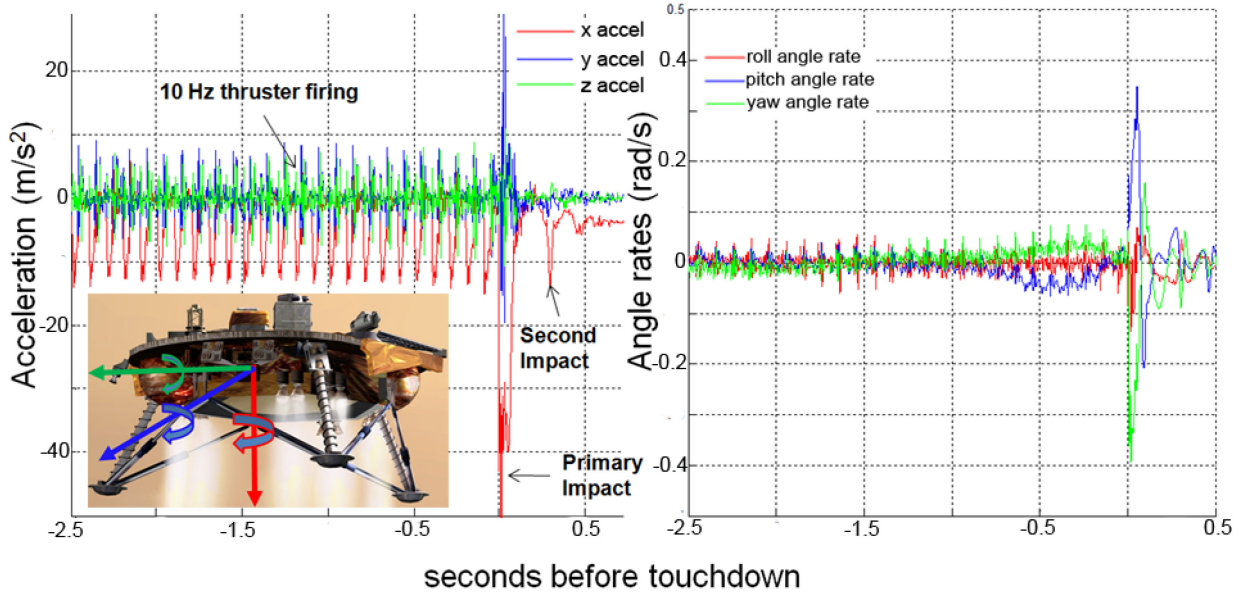 Acceleration (m/s²)
20
0
-20
-40
-2.5
-1.5
-0.5
0.5
x accel
y accel
z accel
10 Hz thruster firing
Second
Impact
Primary
Impact
Angle rates (rad/s)
0.5
0.4
0.2
0
-0.2
-0.4
-2.5
-1.5
-0.5
0.5
roll angle rate
pitch angle rate
yaw angle rate
seconds before touchdown